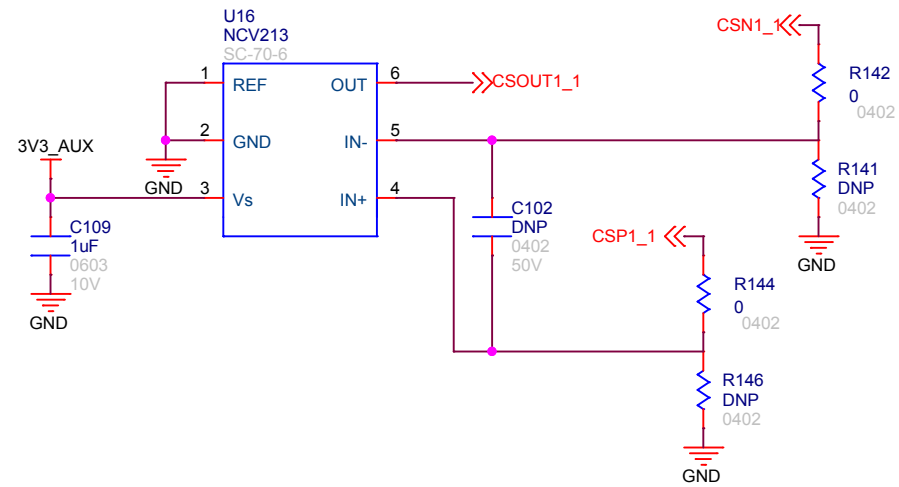 U16
NCV213
SC-70-6
1
REF
2
GND
3
Vs
OUT
6
IN-
5
IN+
4
CSOUT1_1
3V3_AUX
GND
C109
1uF
0603
10V
GND
C102
DNP
0402
50V
CSN1_1
R142
0
0402
R141
DNP
0402
GND
CSP1_1
R144
0
0402
R146
DNP
0402
GND